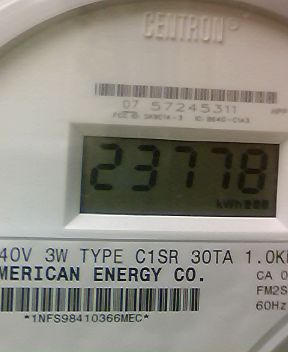 CENTRON®
07 57245311
23778
kWh
40V 3W TYPE C1SR 30TA 1.0K
MERICAN ENERGY CO.
CA 0
FM2S
60Hz
*1NFS98410366MEC*